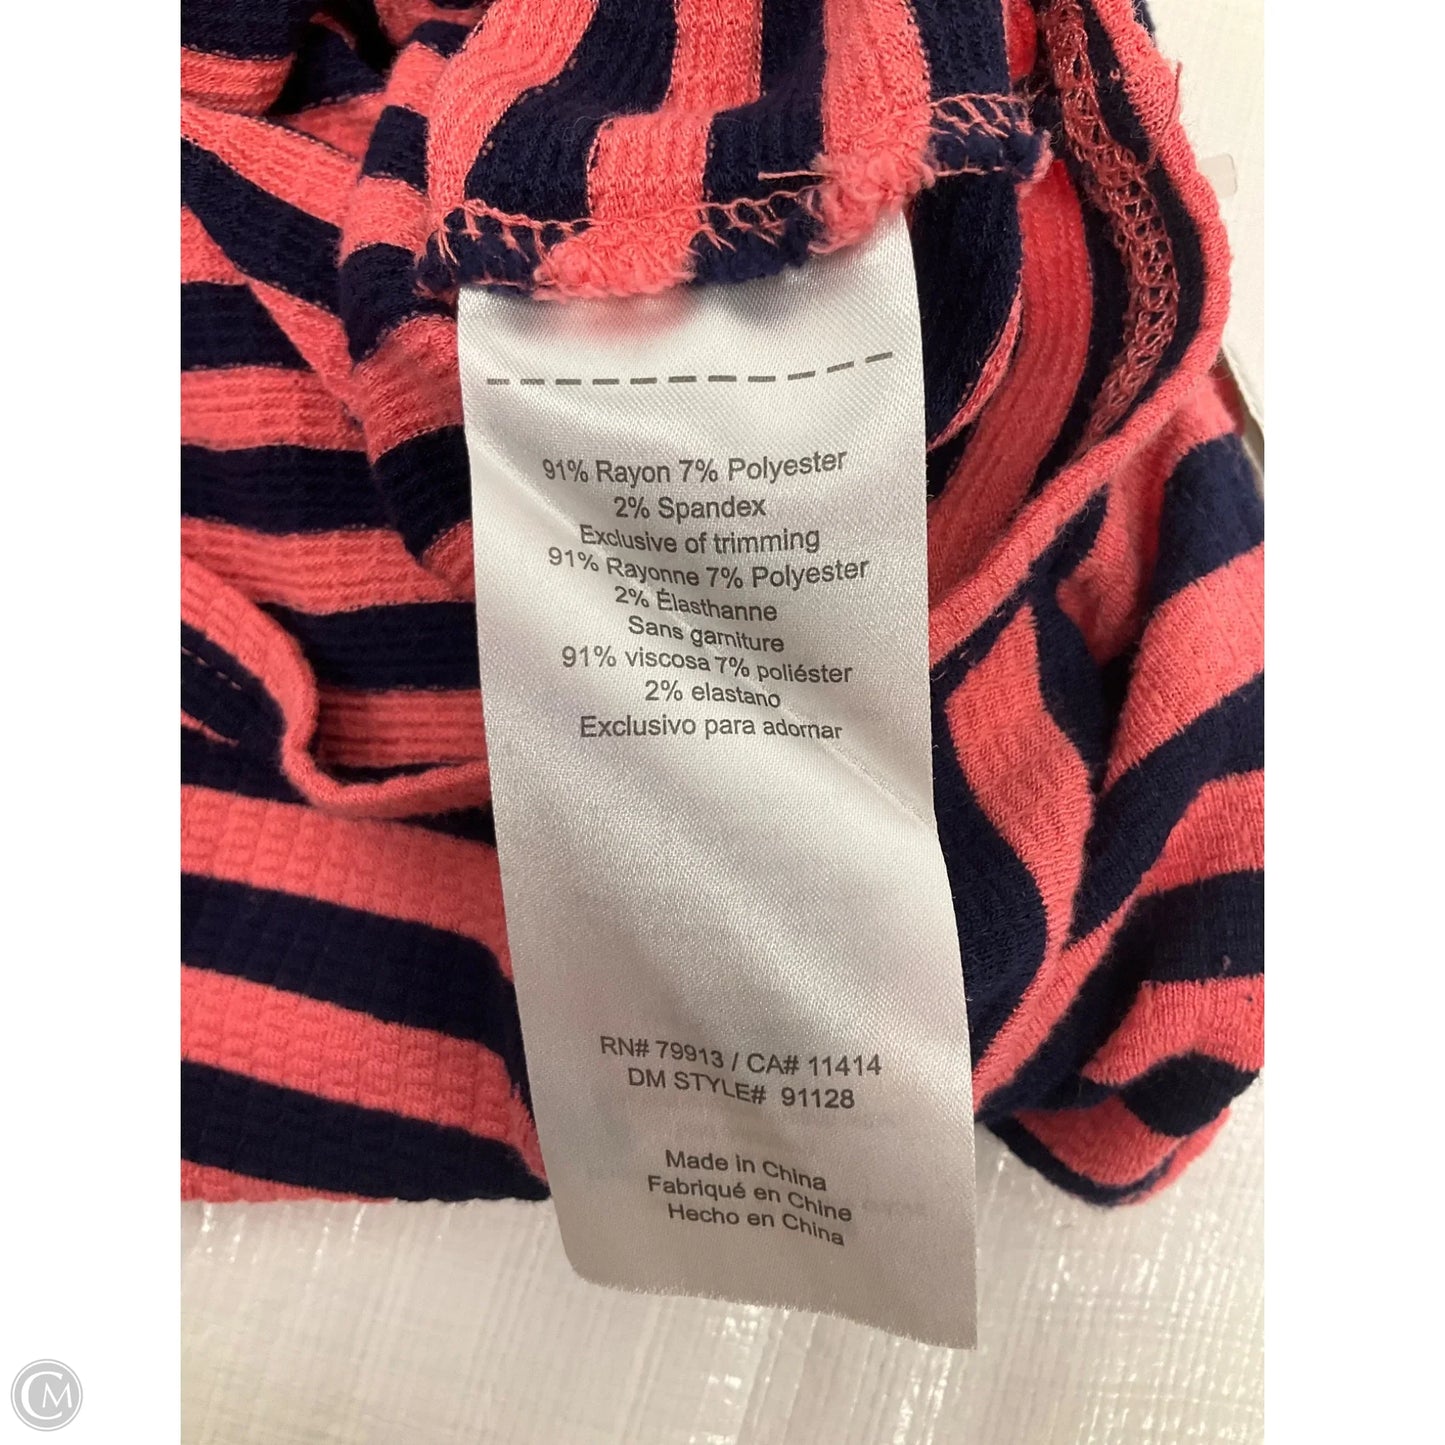 91% Rayon 7% Polyester
2% Spandex
Exclusive of trimming
91% Rayonne 7% Polyester
2% Élasthanne
Sans garniture
91% viscosa 7% poliéster
2% elastano
Exclusivo para adornar
RN# 79913 / CA# 11414
DM STYLE# 91128
Made in China
Fabriqué en Chine
Hecho en China
CM